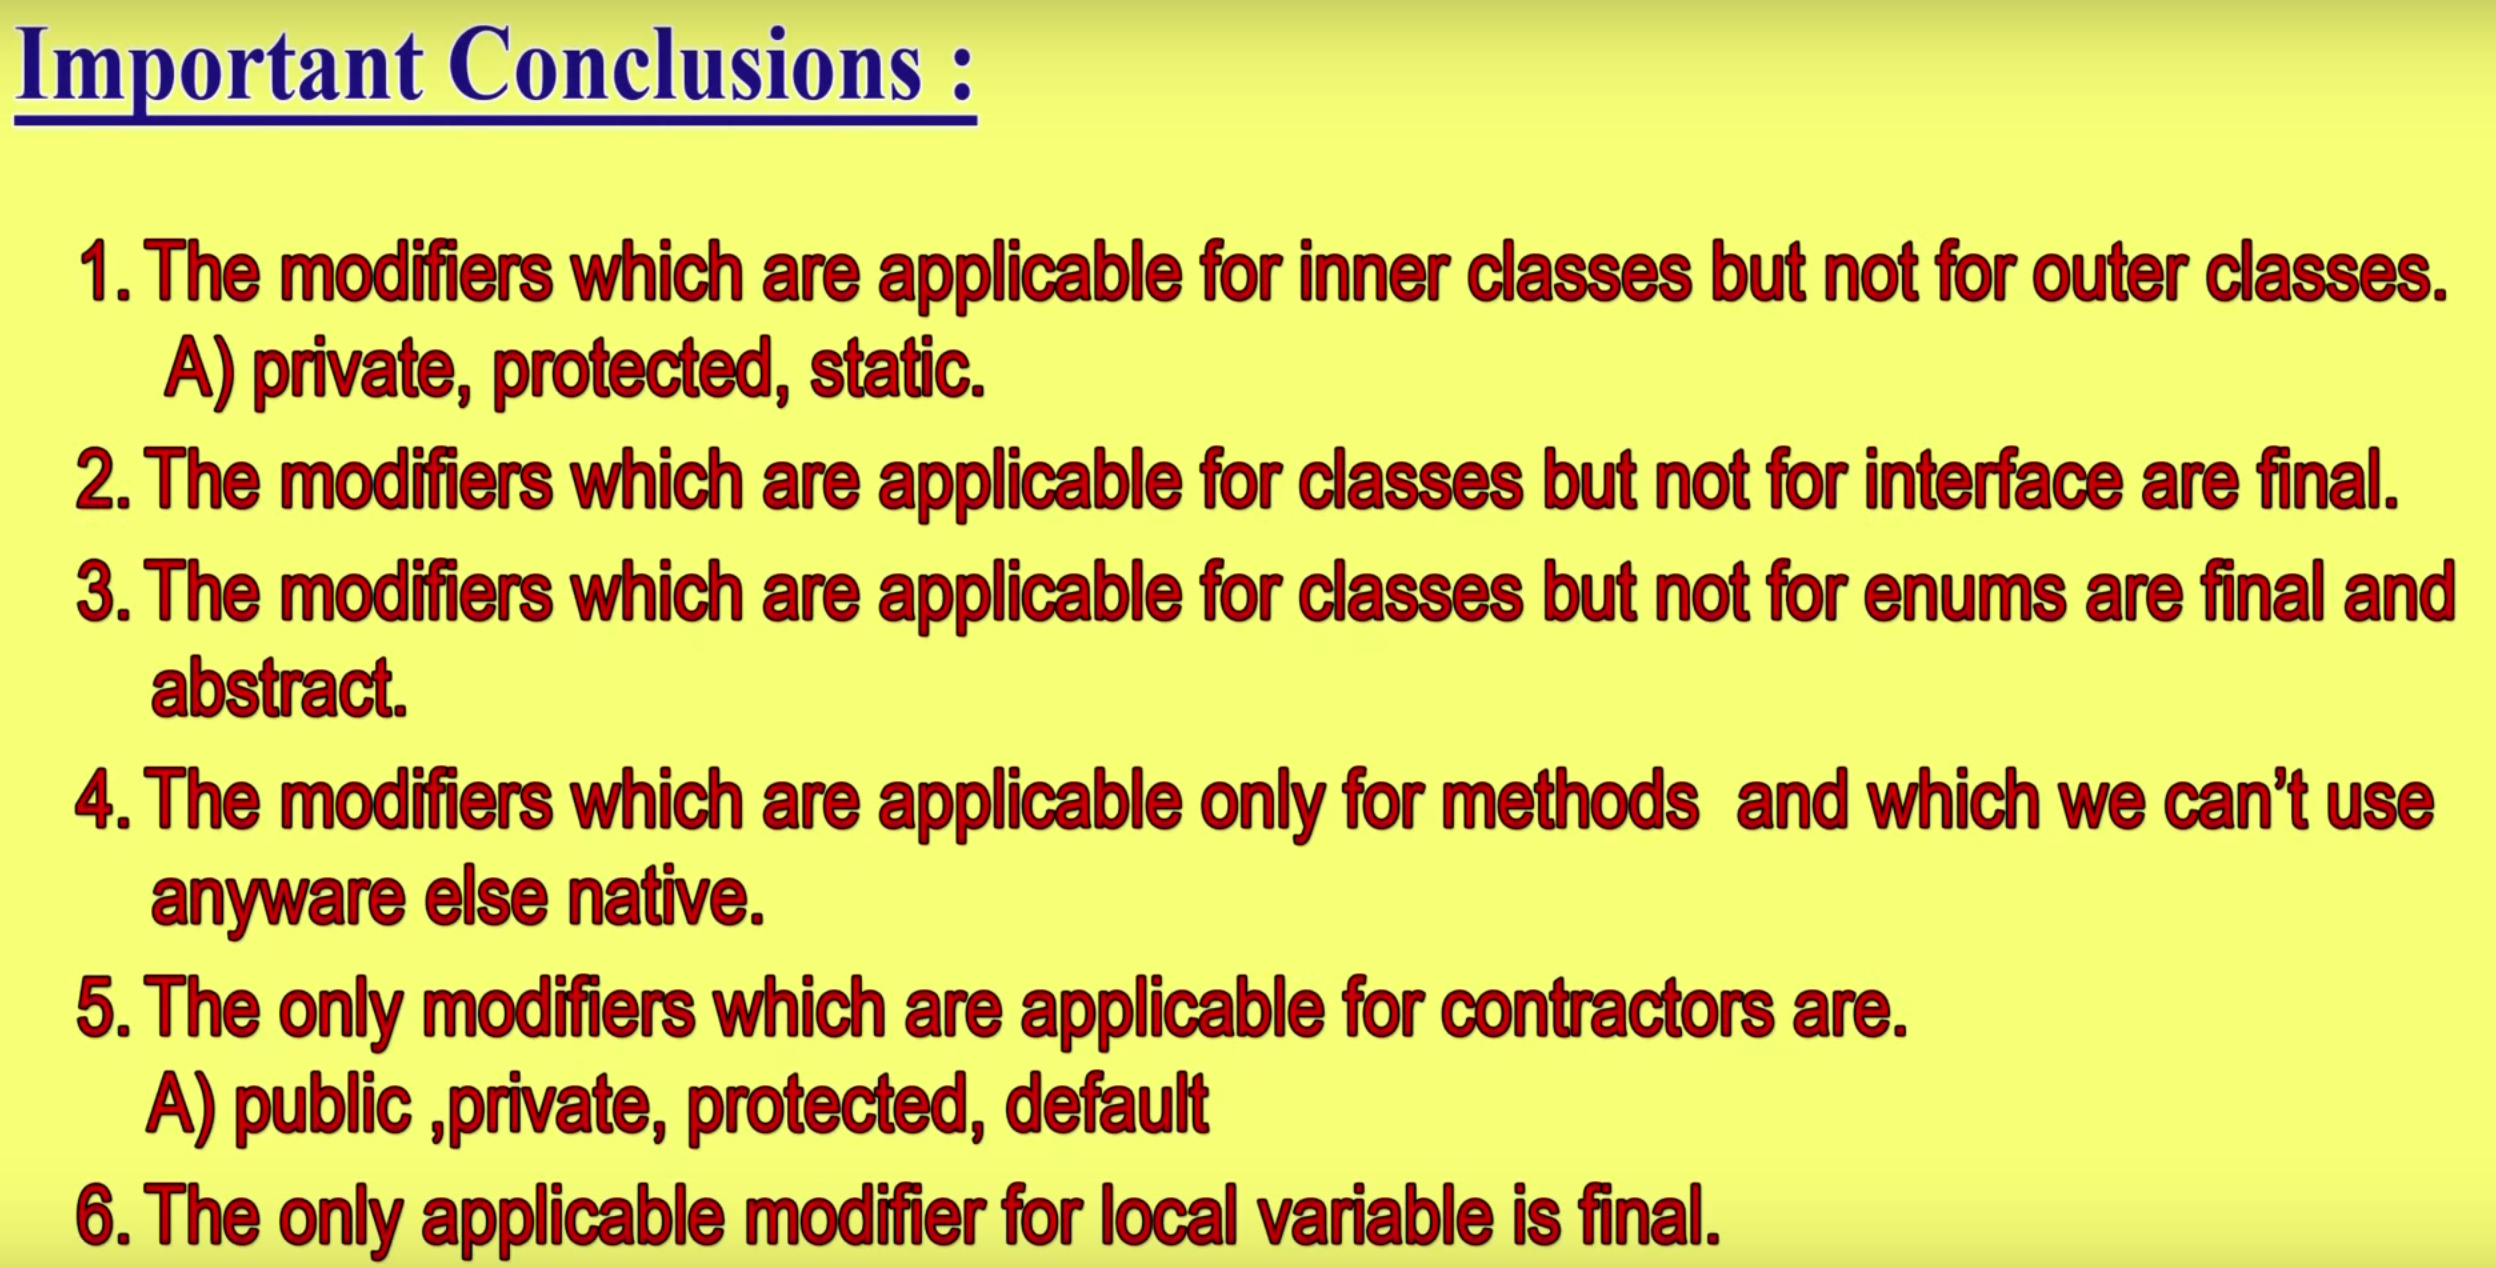 Important Conclusions :
1. The modifiers which are applicable for inner classes but not for outer classes.
A) private, protected, static.
2. The modifiers which are applicable for classes but not for interface are final.
3. The modifiers which are applicable for classes but not for enums are final and
abstract.
4. The modifiers which are applicable only for methods and which we can't use
anyware else native.
5. The only modifiers which are applicable for contractors are.
A) public ,private, protected, default
6. The only applicable modifier for local variable is final.